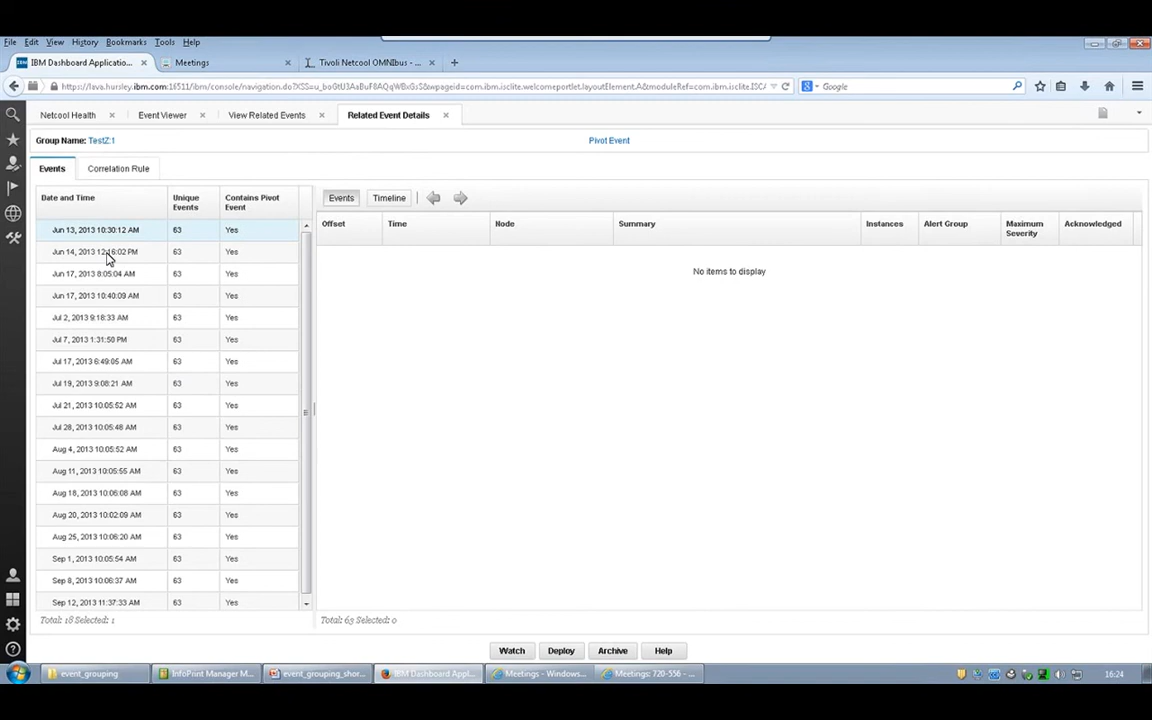 File Edit View History Bookmarks Tools Help
IBM Dashboard Applicatio... Meetings Tivoli Netcool OMNIbus - ...
Google
Netcool Health Event Viewer View Related Events Related Event Details
Group Name: TestZ:1 Pivot Event
Events Correlation Rule
Date and Time Unique Events Contains Pivot Event
Events Timeline
Offset Time Node Summary Instances Alert Group Maximum Severity Acknowledged
No items to display
Jun 13, 2013 10:30:12 AM 63 Yes
Jun 14, 2013 12:16:02 PM 63 Yes
Jun 17, 2013 8:05:04 AM 63 Yes
Jun 17, 2013 10:40:09 AM 63 Yes
Jul 2, 2013 9:18:33 AM 63 Yes
Jul 7, 2013 1:31:50 PM 63 Yes
Jul 17, 2013 6:49:05 AM 63 Yes
Jul 19, 2013 9:08:21 AM 63 Yes
Jul 21, 2013 10:05:52 AM 63 Yes
Jul 28, 2013 10:05:48 AM 63 Yes
Aug 4, 2013 10:05:52 AM 63 Yes
Aug 11, 2013 10:05:55 AM 63 Yes
Aug 18, 2013 10:06:08 AM 63 Yes
Aug 20, 2013 10:02:09 AM 63 Yes
Aug 25, 2013 10:06:20 AM 63 Yes
Sep 1, 2013 10:05:54 AM 63 Yes
Sep 8, 2013 10:06:37 AM 63 Yes
Sep 12, 2013 11:37:33 AM 63 Yes
Total: 18 Selected: 1 Total: 63 Selected: 0
Watch Deploy Archive Help
event_grouping InfoPrint Manager M... event_grouping_shor... IBM Dashboard Appl... Meetings - Windows... Meetings: 720-556 - ... 16:24